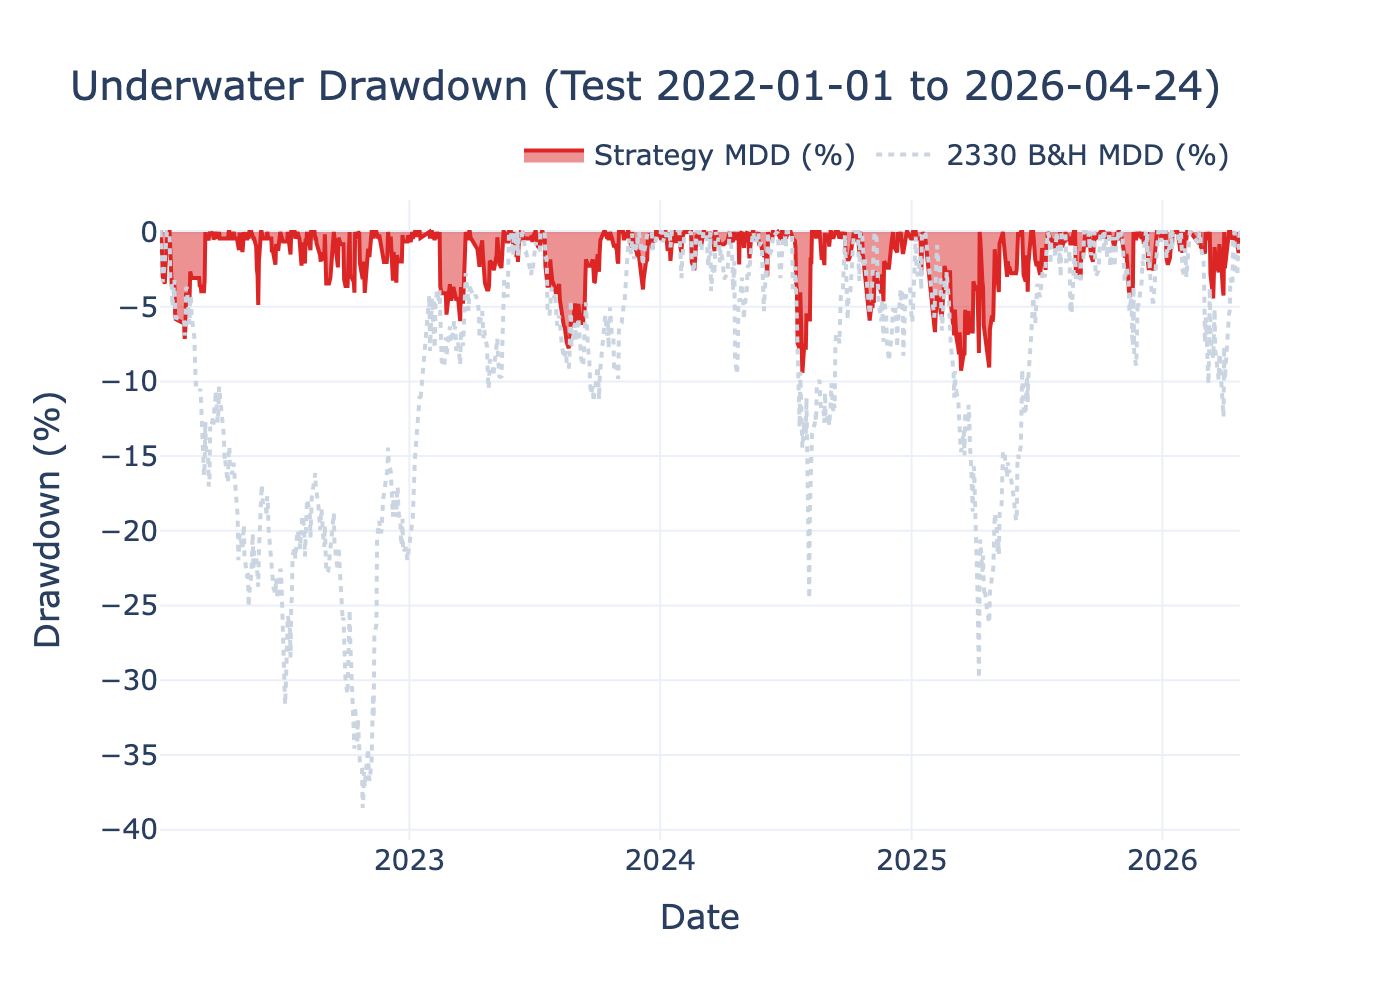 Underwater Drawdown (Test 2022-01-01 to 2026-04-24)
Strategy MDD (%) 2330 B&H MDD (%)
0
−5
−10
−15
−20
−25
−30
−35
−40
Drawdown (%)
2023 2024 2025 2026
Date